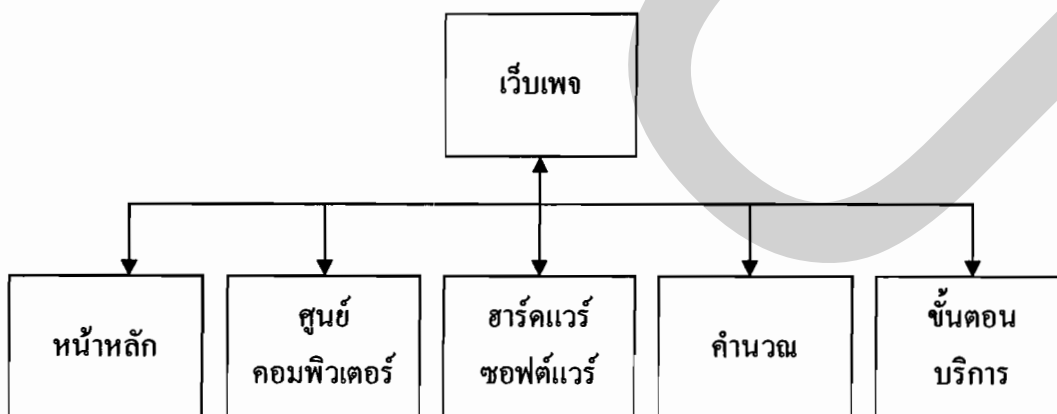 เว็บเพจ
หน้าหลัก
ศูนย์
คอมพิวเตอร์
ฮาร์คแวร์
ซอฟต์แวร์
คำนวณ
ขั้นตอน
บริการ